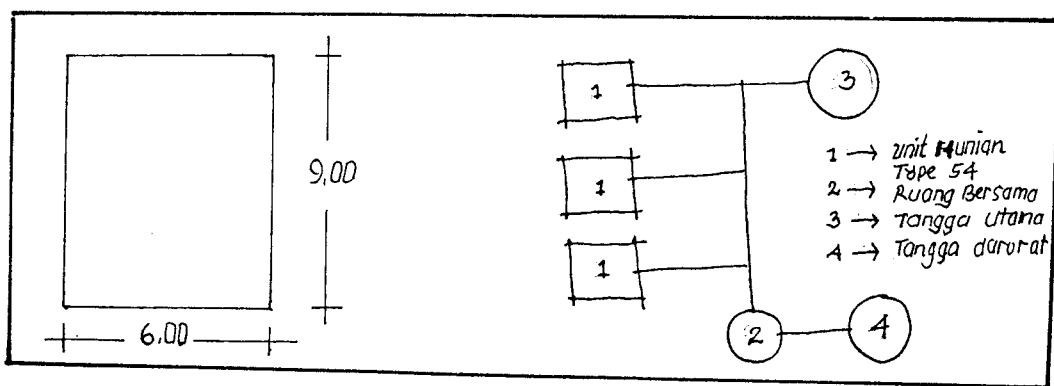 9,00
6.00
1
1
1
3
2
4
1 → unit Hunian
Type 54
2 → Ruang Bersama
3 → Tangga utama
4 → Tangga darurat